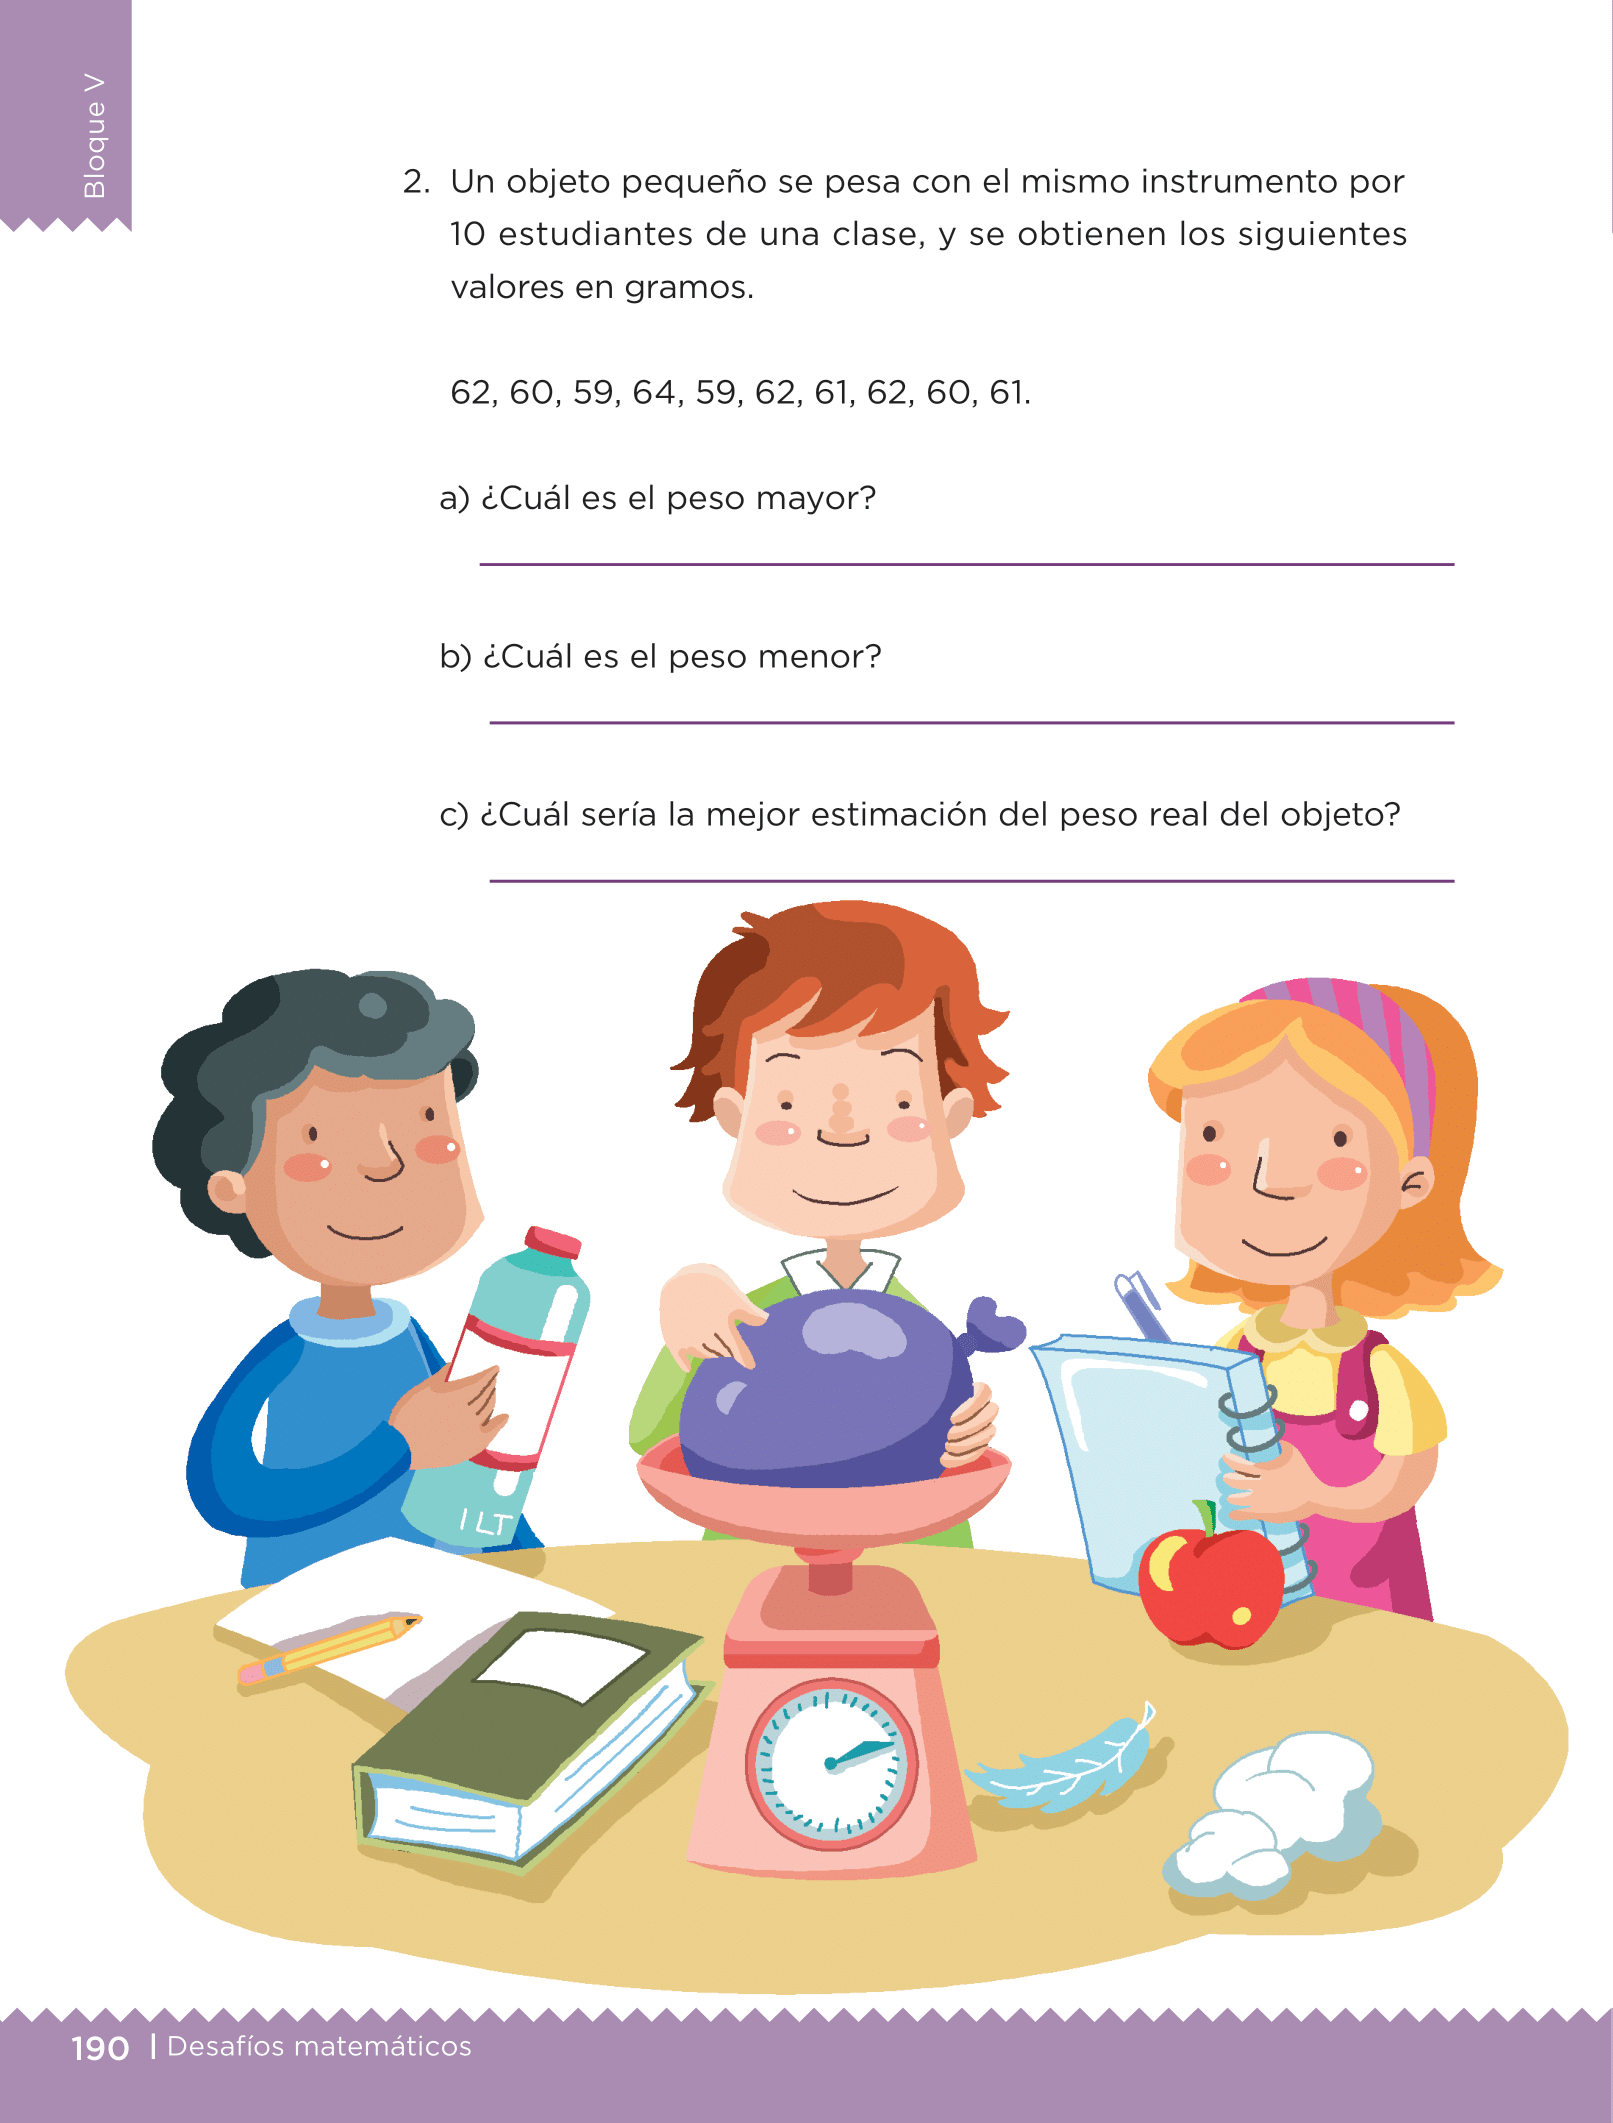 Bloque V
2. Un objeto pequeño se pesa con el mismo instrumento por
10 estudiantes de una clase, y se obtienen los siguientes
valores en gramos.
62, 60, 59, 64, 59, 62, 61, 62, 60, 61.
a) ¿Cuál es el peso mayor?
b) ¿Cuál es el peso menor?
c) ¿Cuál sería la mejor estimación del peso real del objeto?
1 LT
190 | Desafíos matemáticos